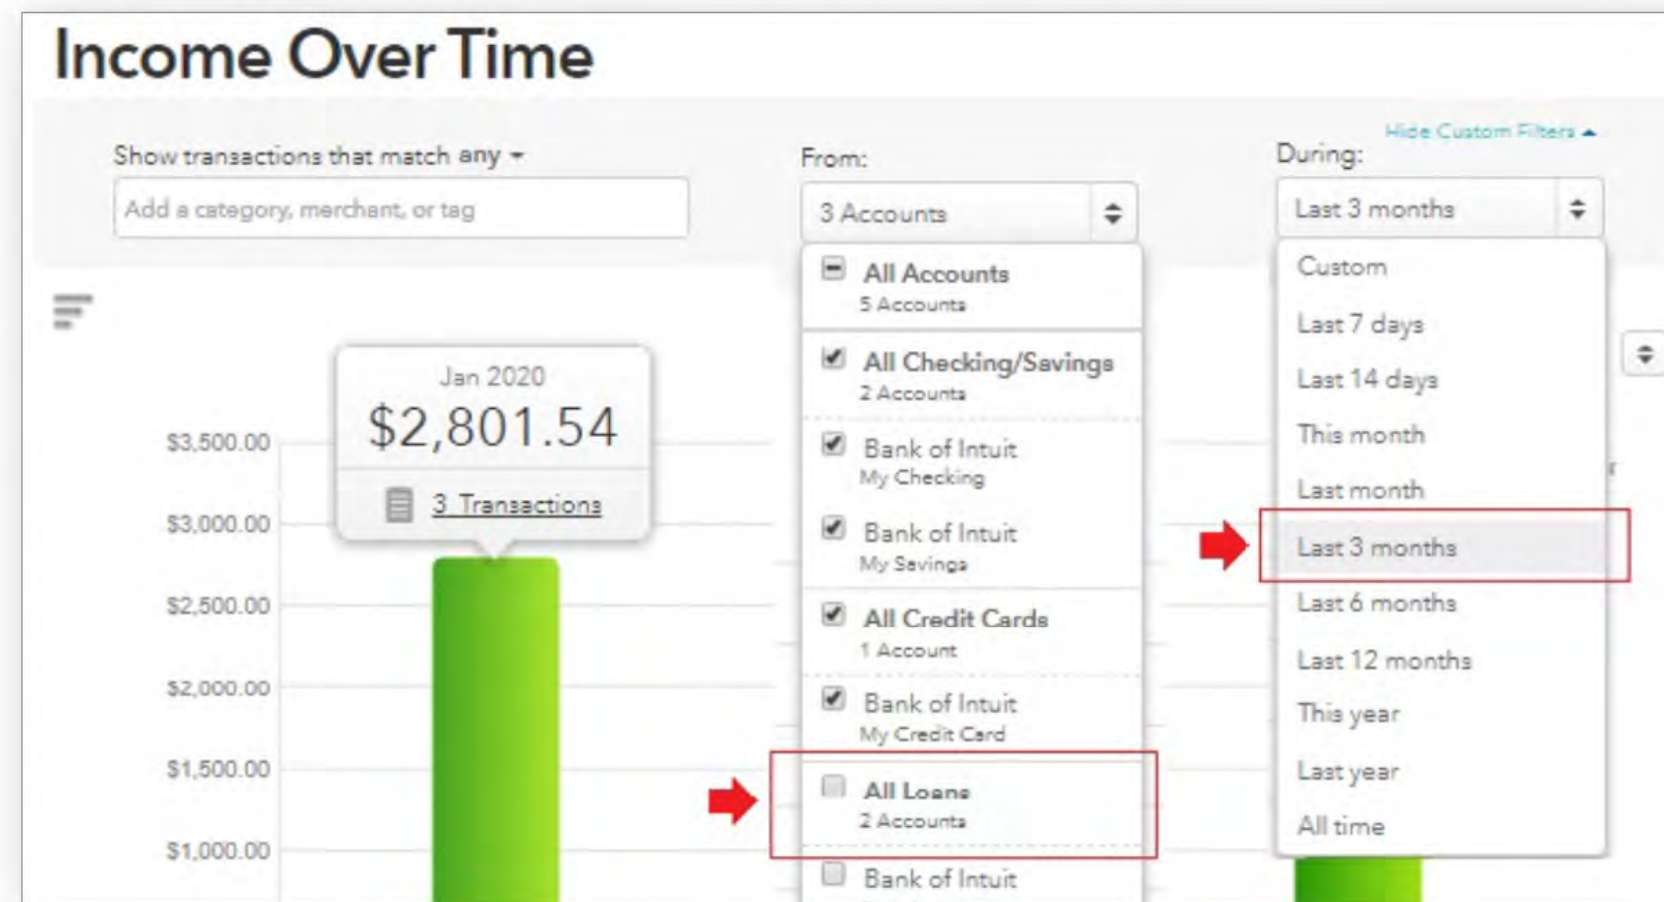 Income Over Time
Hide Custom Filters
Show transactions that match any
Add a category, merchant, or tag
From:
3 Accounts
All Accounts
5 Accounts
All Checking/Savings
2 Accounts
Bank of Intuit
My Checking
Bank of Intuit
My Savings
All Credit Cards
1 Account
Bank of Intuit
My Credit Card
All Loans
2 Accounts
Bank of Intuit
During:
Last 3 months
Custom
Last 7 days
Last 14 days
This month
Last month
Last 3 months
Last 6 months
Last 12 months
This year
Last year
All time
Jan 2020
$2,801.54
3 Transactions
$3,500.00
$3,000.00
$2,500.00
$2,000.00
$1,500.00
$1,000.00